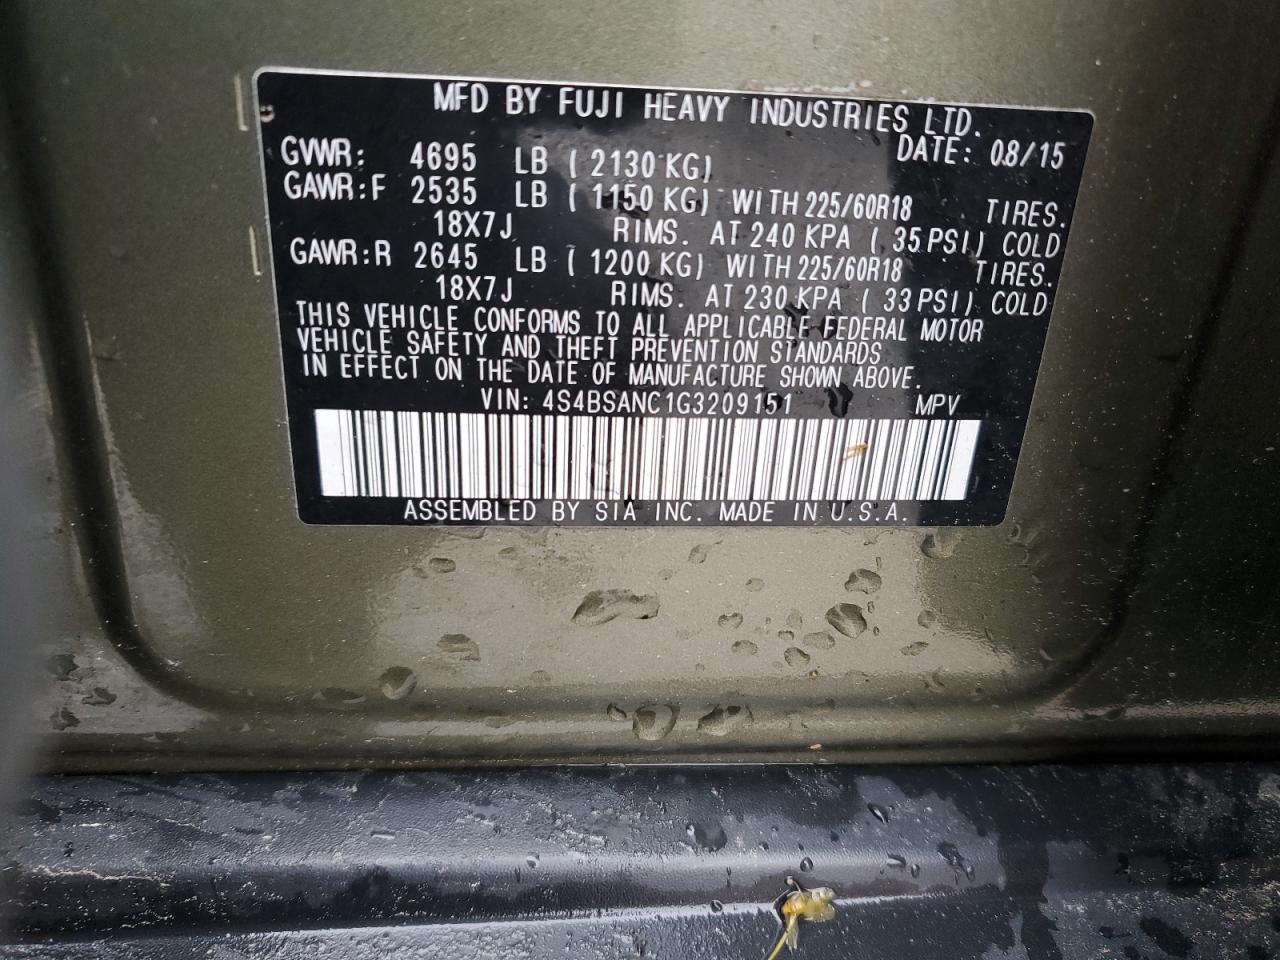 MFD BY FUJI HEAVY INDUSTRIES LTD.
DATE: 08/15
GVWR: 4695 LB ( 2130 KG)
GAWR:F 2535 LB ( 1150 KG) WITH 225/60R18 TIRES.
18X7J RIMS. AT 240 KPA ( 35 PSI) COLD
GAWR:R 2645 LB ( 1200 KG) WITH 225/60R18 TIRES.
18X7J RIMS. AT 230 KPA ( 33 PSI) COLD
THIS VEHICLE CONFORMS TO ALL APPLICABLE FEDERAL MOTOR
VEHICLE SAFETY AND THEFT PREVENTION STANDARDS
IN EFFECT ON THE DATE OF MANUFACTURE SHOWN ABOVE.
VIN: 4S4BSANC1G3209151 MPV
ASSEMBLED BY SIA INC. MADE IN U.S.A.